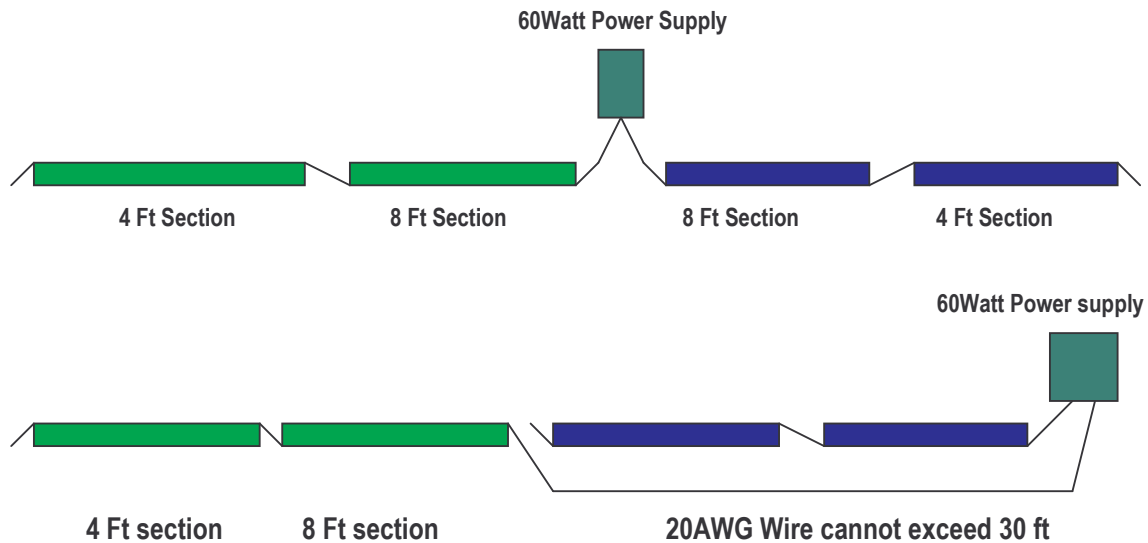 60Watt Power Supply
4 Ft Section 8 Ft Section 8 Ft Section 4 Ft Section
60Watt Power supply
4 Ft section 8 Ft section 20AWG Wire cannot exceed 30 ft